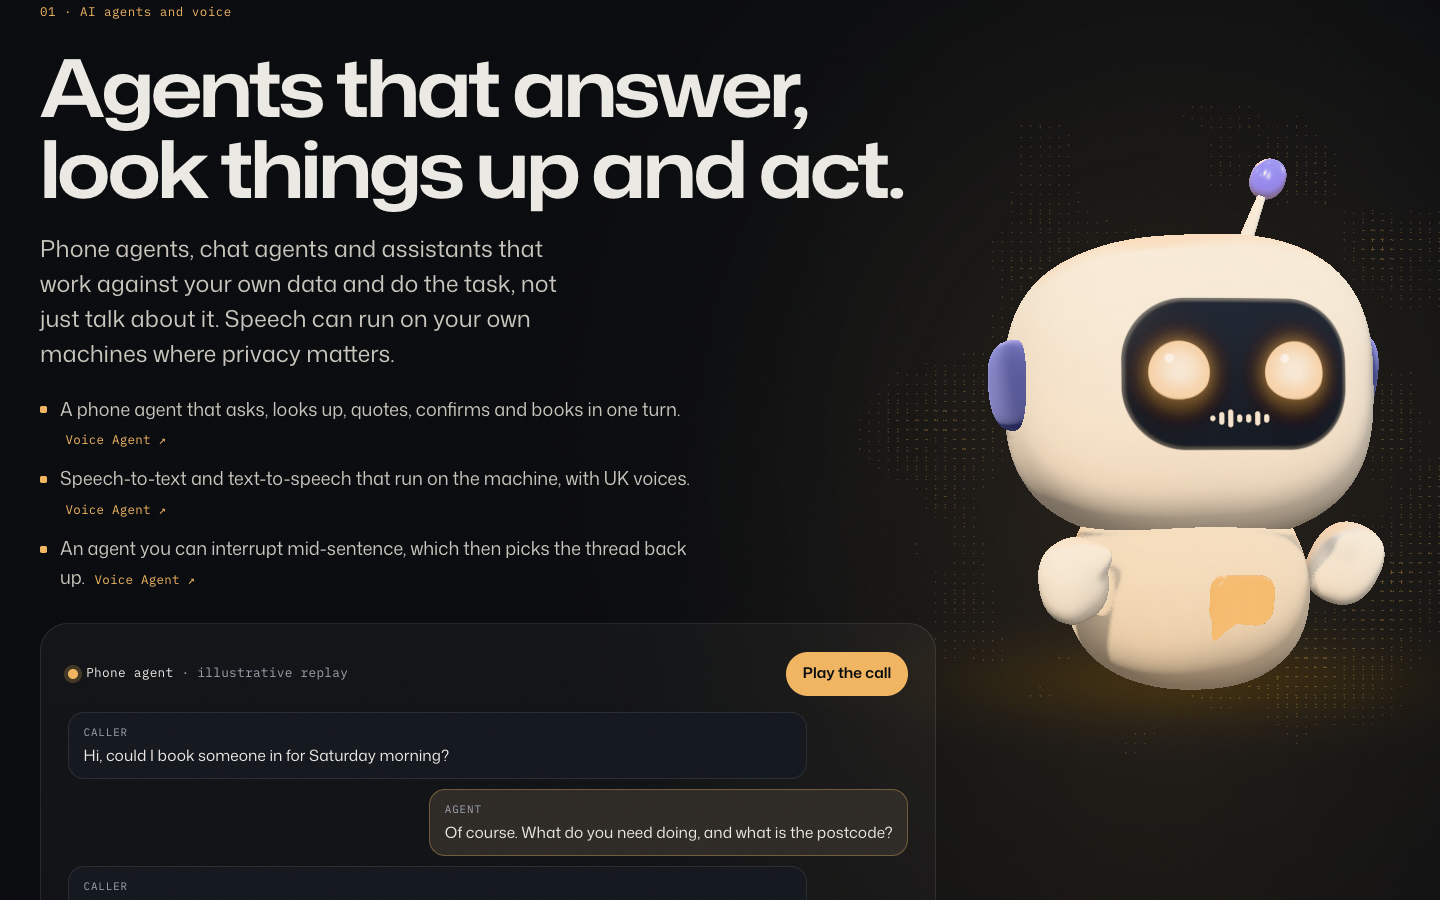 01 · AI agents and voice
Agents that answer,
look things up and act.
Phone agents, chat agents and assistants that
work against your own data and do the task, not
just talk about it. Speech can run on your own
machines where privacy matters.
A phone agent that asks, looks up, quotes, confirms and books in one turn.
Voice Agent ↗
Speech-to-text and text-to-speech that run on the machine, with UK voices.
Voice Agent ↗
An agent you can interrupt mid-sentence, which then picks the thread back
up. Voice Agent ↗
Phone agent · illustrative replay
Play the call
CALLER
Hi, could I book someone in for Saturday morning?
AGENT
Of course. What do you need doing, and what is the postcode?
CALLER